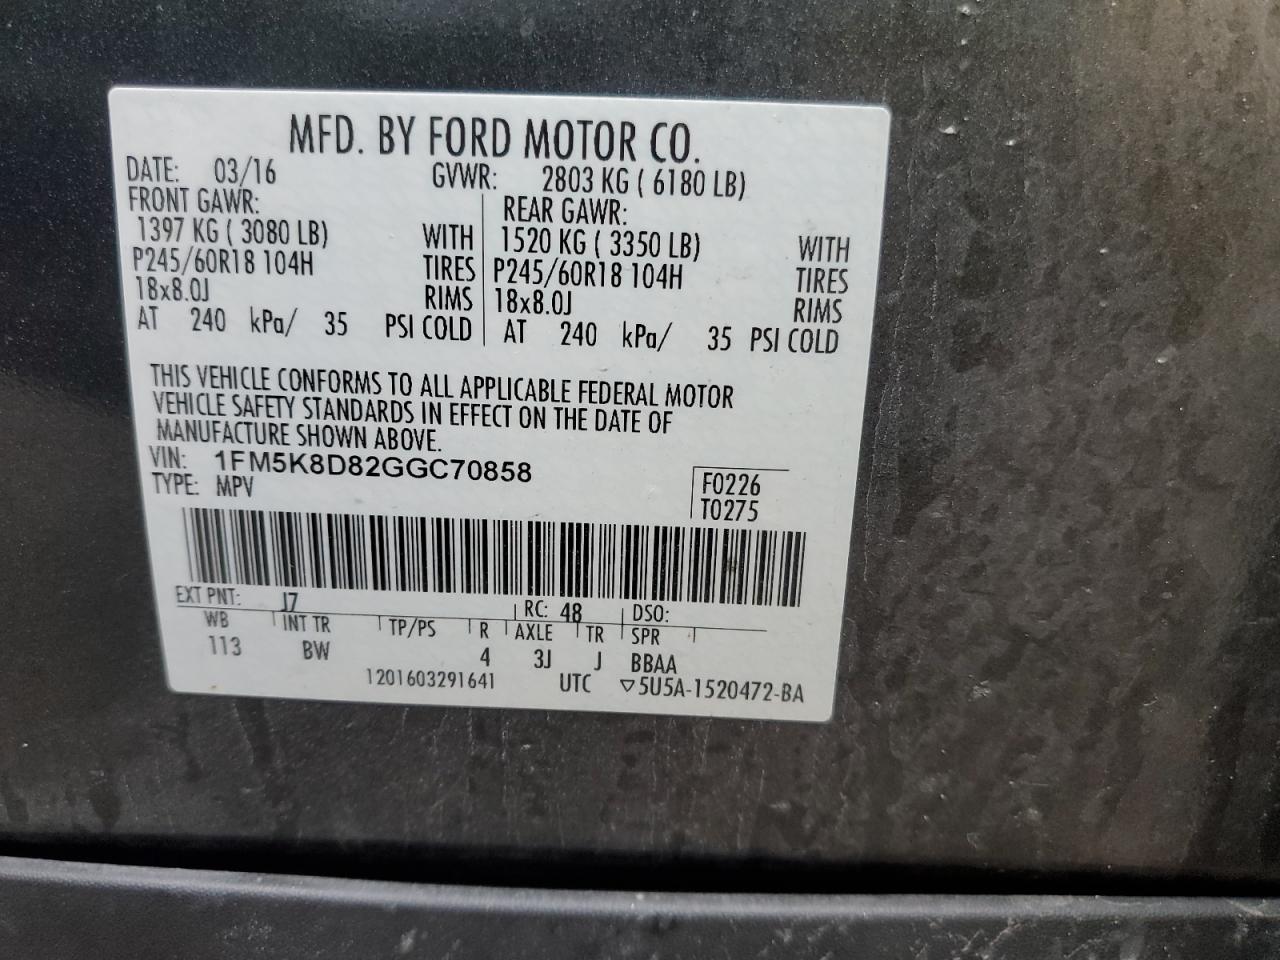 MFD. BY FORD MOTOR CO.
DATE: 03/16 GVWR: 2803 KG ( 6180 LB)
FRONT GAWR: REAR GAWR:
1397 KG ( 3080 LB) WITH 1520 KG ( 3350 LB) WITH
P245/60R18 104H TIRES P245/60R18 104H TIRES
18x8.0J RIMS 18x8.0J RIMS
AT 240 kPa/ 35 PSI COLD AT 240 kPa/ 35 PSI COLD
THIS VEHICLE CONFORMS TO ALL APPLICABLE FEDERAL MOTOR
VEHICLE SAFETY STANDARDS IN EFFECT ON THE DATE OF
MANUFACTURE SHOWN ABOVE.
VIN: 1FM5K8D82GGC70858
TYPE: MPV
F0226
T0275
EXT PNT: J7 RC: 48 DSO:
WB INT TR TP/PS R AXLE TR SPR
113 BW 4 3J J BBAA
1201603291641 UTC ▽5U5A-1520472-BA